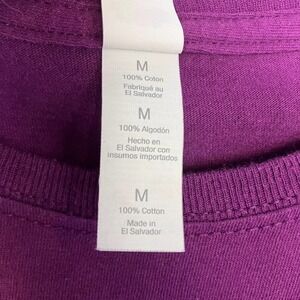 M
100% Coton
Fabriqué au
El Salvador
M
100% Algodón
Hecho en
El Salvador con
insumos importados
M
100% Cotton
Made in
El Salvador